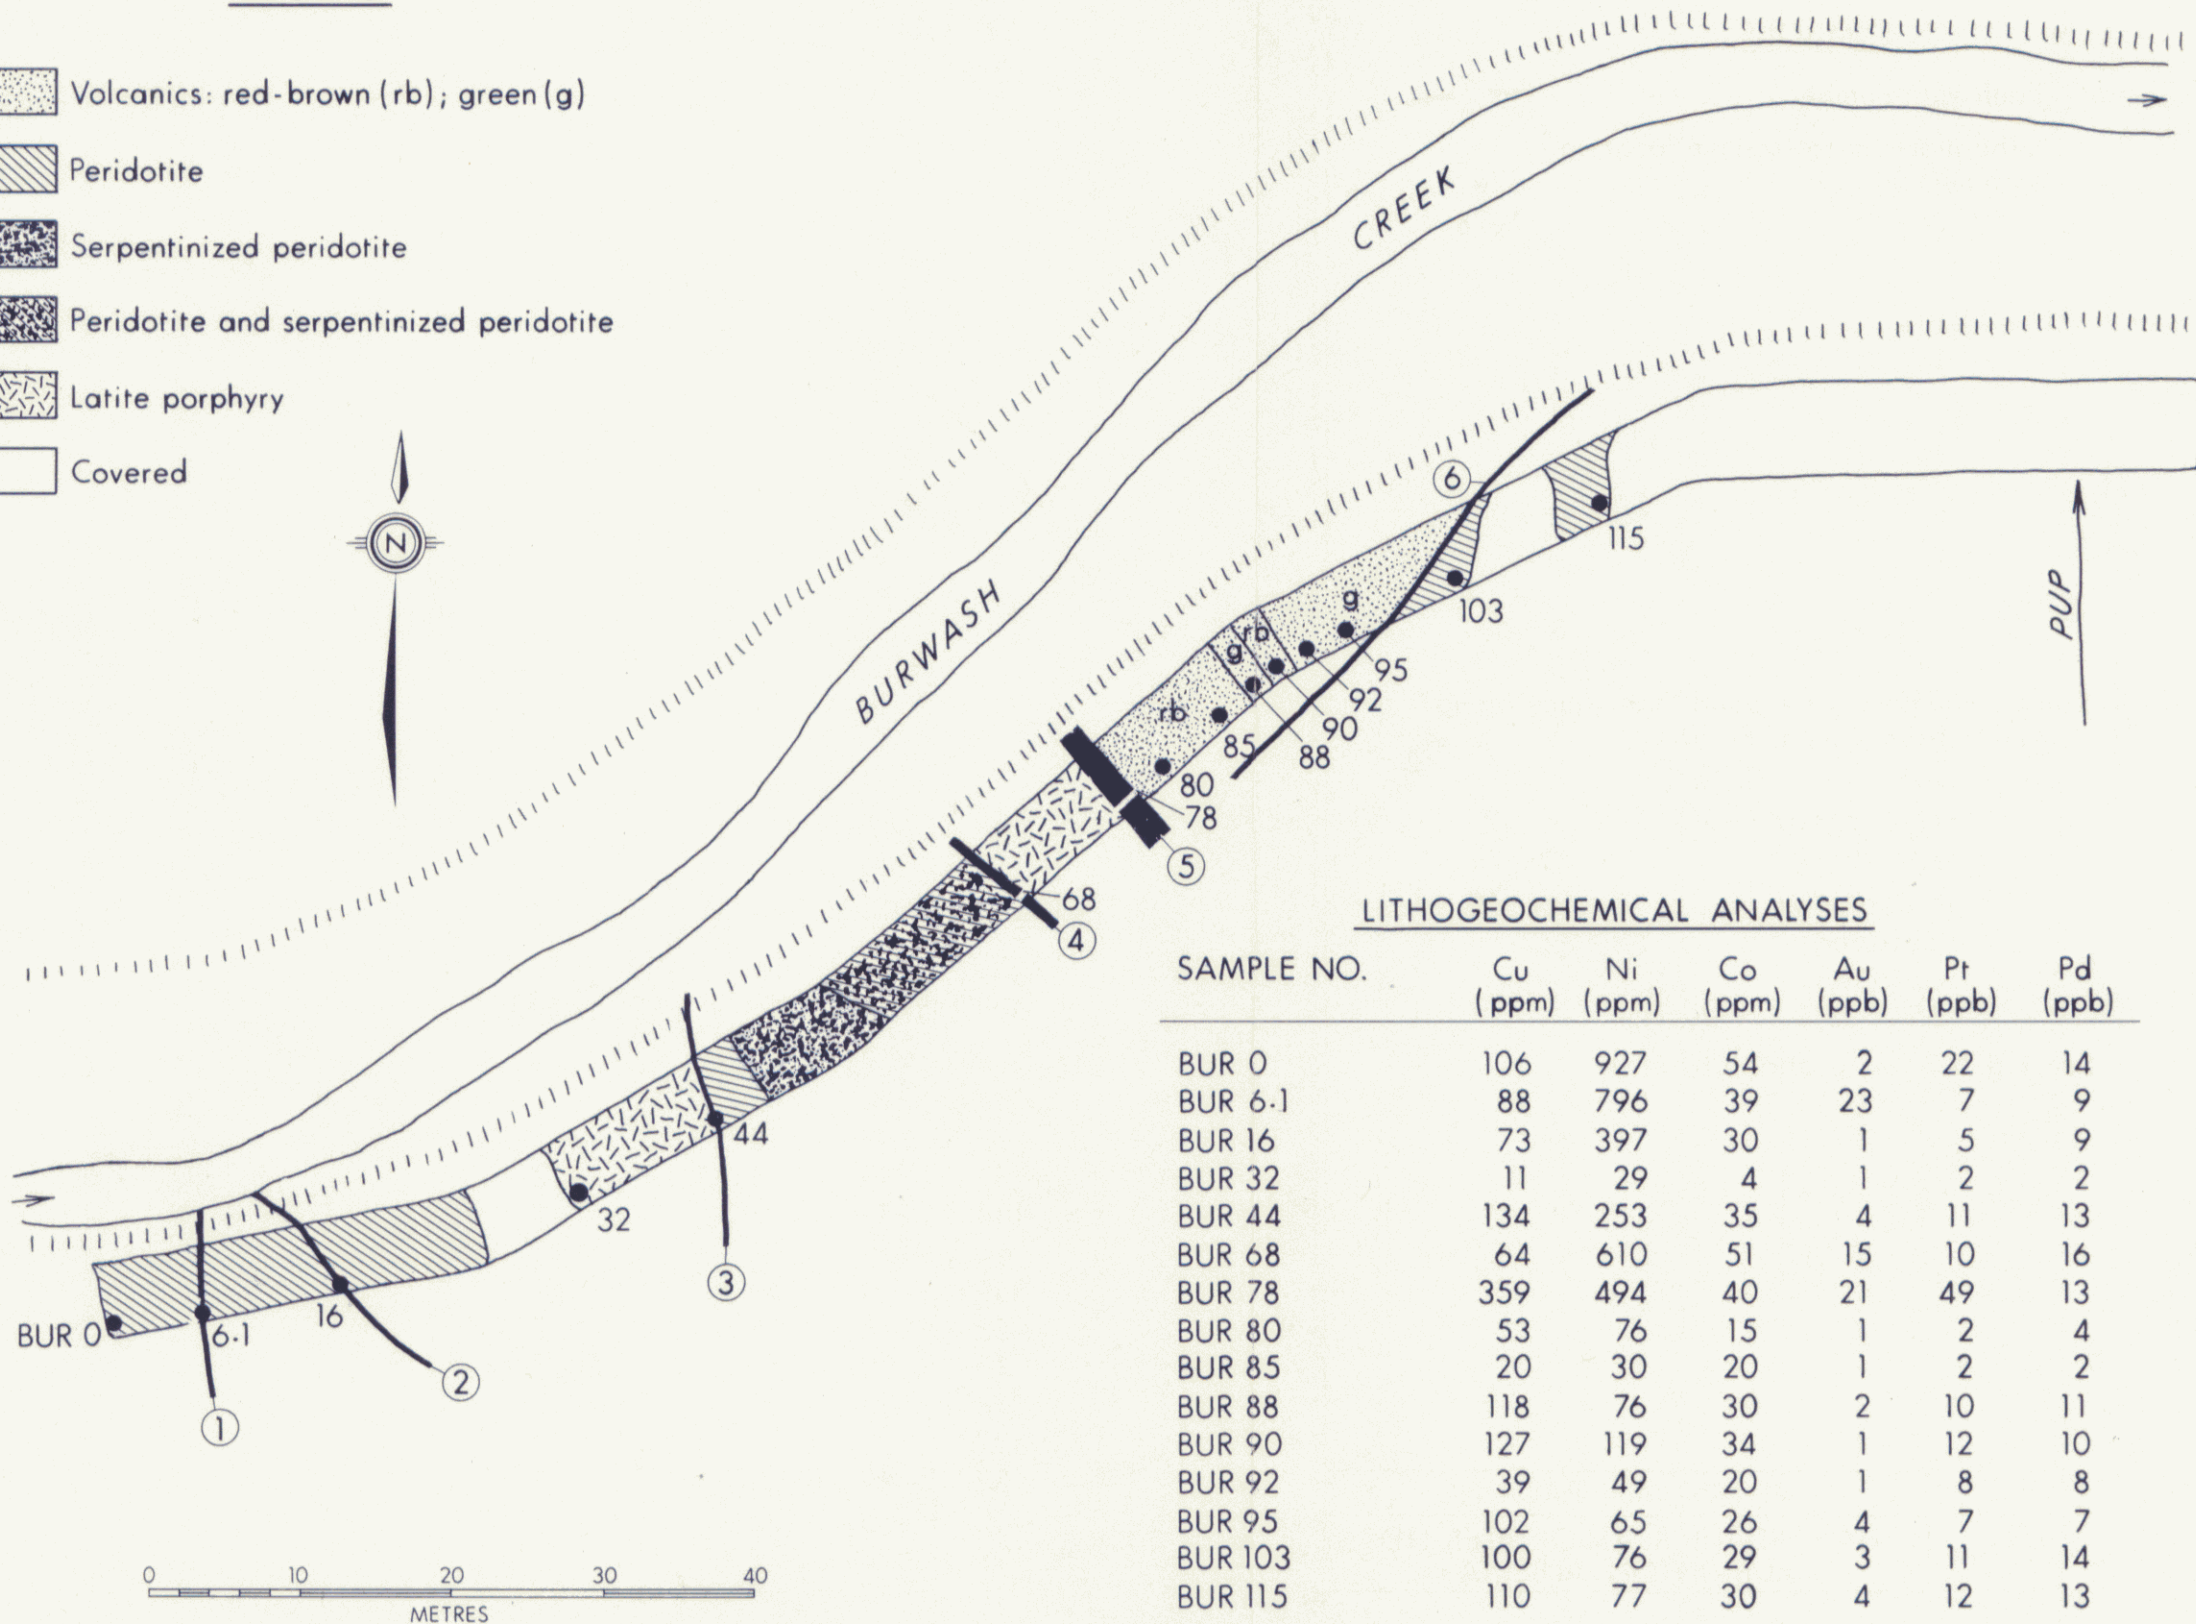 Volcanics: red-brown (rb); green (g)
Peridotite
Serpentinized peridotite
Peridotite and serpentinized peridotite
Latite porphyry
Covered
N
CREEK
BURWASH
PUP
6
115
103
g
rb
g
95
92
90
88
85
rb
80
78
5
68
4
44
3
32
16
6.1
BUR 0
2
1
0 10 20 30 40
METRES
LITHOGEOCHEMICAL ANALYSES
SAMPLE NO. Cu Ni Co Au Pt Pd
(ppm) (ppm) (ppm) (ppb) (ppb) (ppb)
BUR 0 106 927 54 2 22 14
BUR 6.1 88 796 39 23 7 9
BUR 16 73 397 30 1 5 9
BUR 32 11 29 4 1 2 2
BUR 44 134 253 35 4 11 13
BUR 68 64 610 51 15 10 16
BUR 78 359 494 40 21 49 13
BUR 80 53 76 15 1 2 4
BUR 85 20 30 20 1 2 2
BUR 88 118 76 30 2 10 11
BUR 90 127 119 34 1 12 10
BUR 92 39 49 20 1 8 8
BUR 95 102 65 26 4 7 7
BUR 103 100 76 29 3 11 14
BUR 115 110 77 30 4 12 13